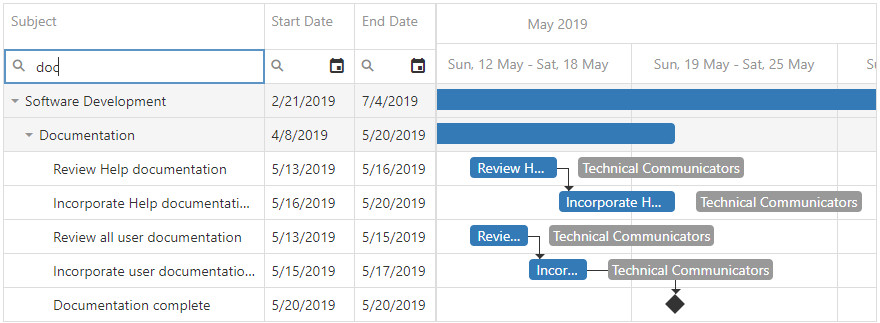 Subject Start Date End Date May 2019
doc Sun, 12 May - Sat, 18 May Sun, 19 May - Sat, 25 May Su
Software Development 2/21/2019 7/4/2019
Documentation 4/8/2019 5/20/2019
Review Help documentation 5/13/2019 5/16/2019 Review H... Technical Communicators
Incorporate Help documentati... 5/16/2019 5/20/2019 Incorporate H... Technical Communicators
Review all user documentation 5/13/2019 5/15/2019 Revie... Technical Communicators
Incorporate user documentatio... 5/15/2019 5/17/2019 Incor... Technical Communicators
Documentation complete 5/20/2019 5/20/2019